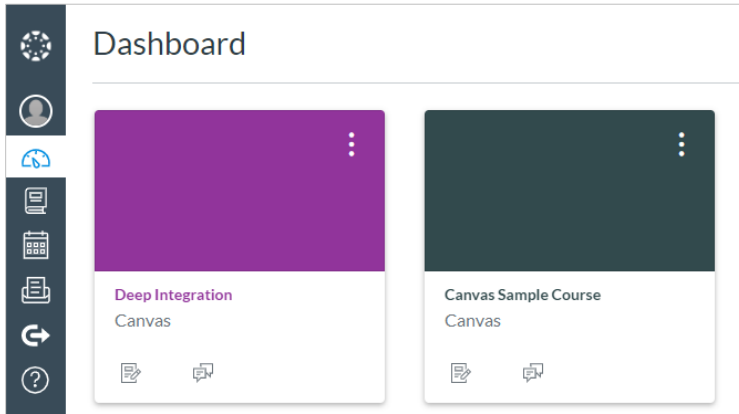 Dashboard
Deep Integration
Canvas
Canvas Sample Course
Canvas